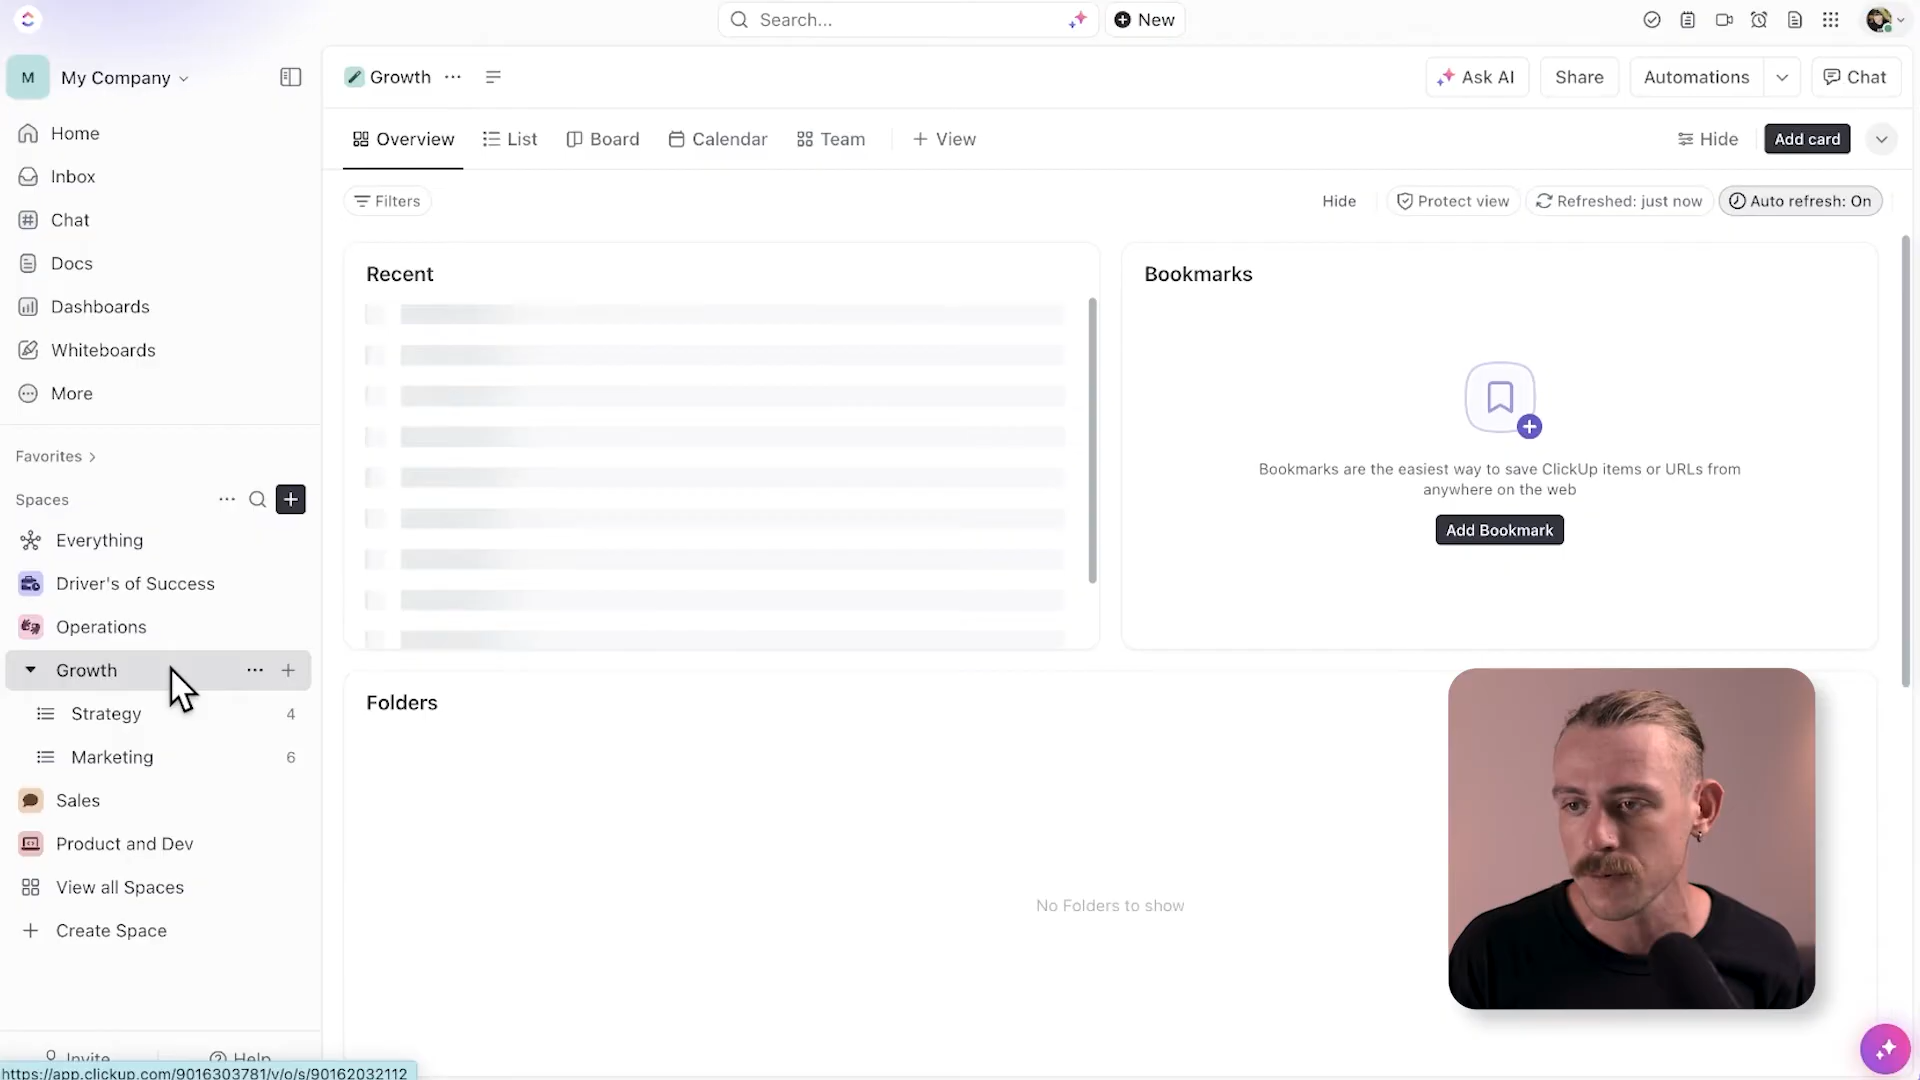 Search...
New
M
My Company
Growth
Ask AI
Share
Automations
Chat
Home
Inbox
Chat
Docs
Dashboards
Whiteboards
More
Overview
List
Board
Calendar
Team
+ View
Hide
Add card
Filters
Hide
Protect view
Refreshed: just now
Auto refresh: On
Recent
Bookmarks
Bookmarks are the easiest way to save ClickUp items or URLs from
anywhere on the web
Add Bookmark
Favorites
Spaces
Everything
Driver's of Success
Operations
Growth
Strategy 4
Marketing 6
Sales
Product and Dev
View all Spaces
+ Create Space
Folders
No Folders to show
Invite
Help
https://app.clickup.com/9016303781/v/o/s/90162032112